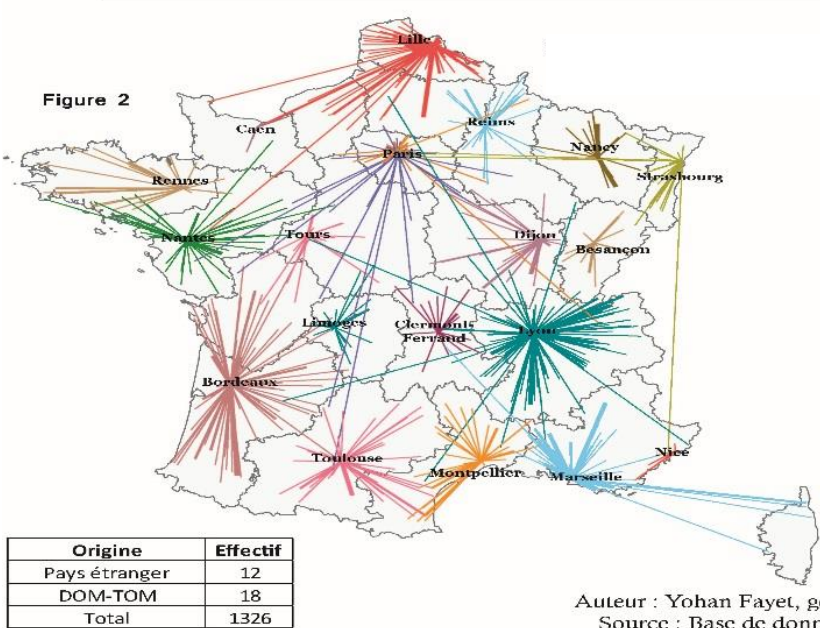 Lille
Figure 2
Reims
Caen
Paris
Nancy
Strasbourg
Rennes
Nantes
Tours
Dijon
Besançon
Limoges
Clermont-
Ferrand
Lyon
Bordeaux
Toulouse
Montpellier
Marseille
Nice
Origine Effectif
Pays étranger 12
DOM-TOM 18
Total 1326
Auteur : Yohan Fayet, gé
Source : Base de donn